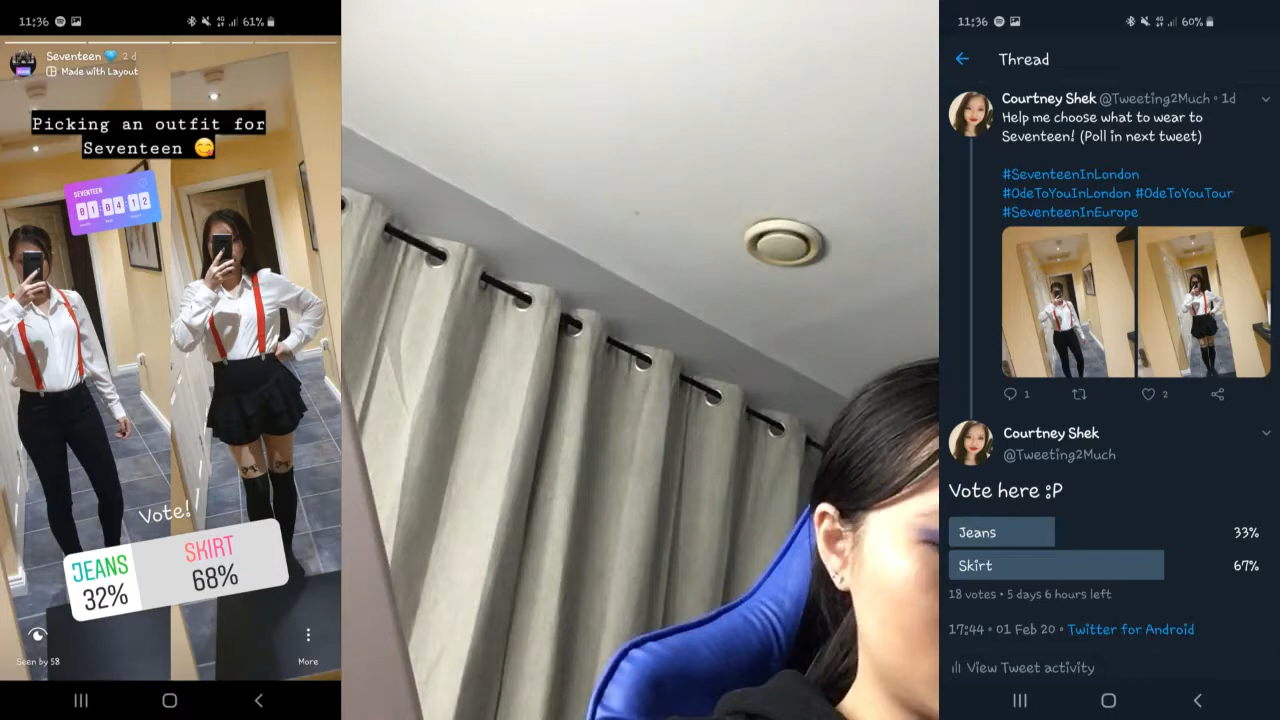 11:36
61%
Seventeen 2 d
Made with Layout
Picking an outfit for
Seventeen
SEVENTEEN
01:04:12
Vote!
JEANS
32%
SKIRT
68%
Seen by 58
More
11:36
60%
Thread
Courtney Shek @Tweeting2Much • 1d
Help me choose what to wear to
Seventeen! (Poll in next tweet)
#SeventeenInLondon
#OdeToYouInLondon #OdeToYouTour
#SeventeenInEurope
1
2
Courtney Shek
@Tweeting2Much
Vote here :P
Jeans 33%
Skirt 67%
18 votes • 5 days 6 hours left
17:44 • 01 Feb 20 • Twitter for Android
View Tweet activity